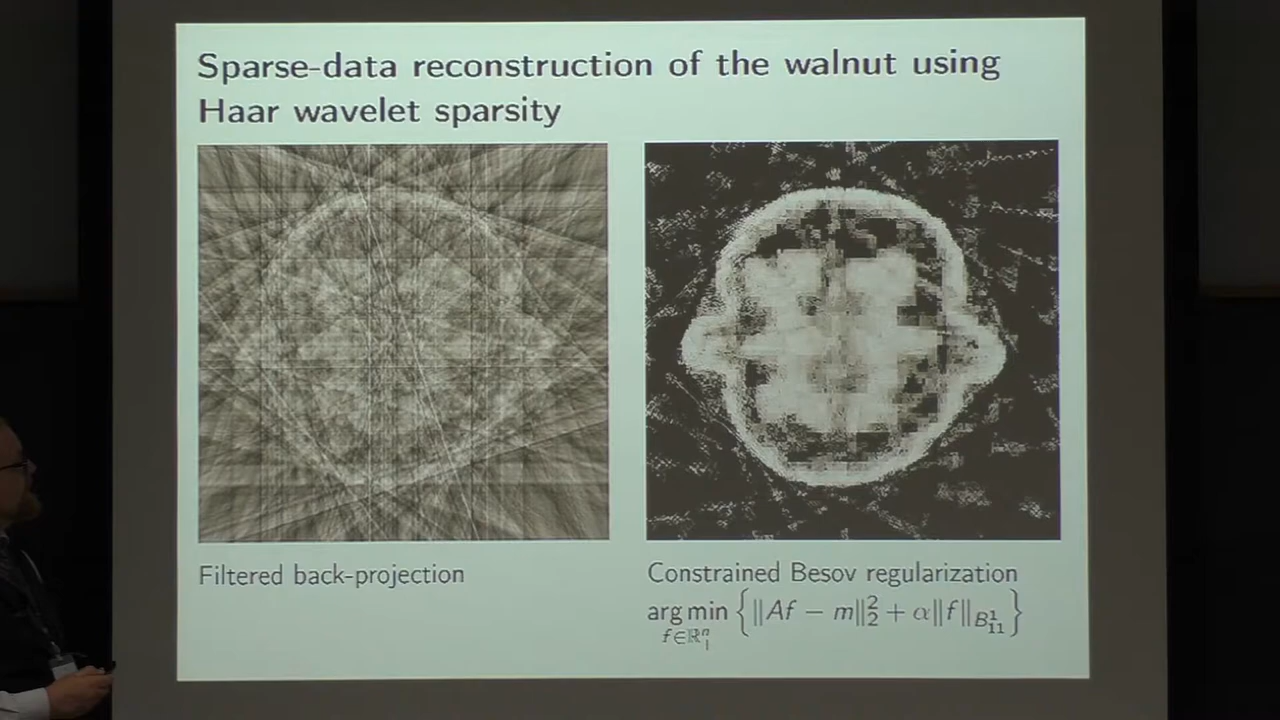 Sparse-data reconstruction of the walnut using
Haar wavelet sparsity
Filtered back-projection
Constrained Besov regularization
arg min { ‖Af − m‖₂² + α‖f‖_{B¹₁₁} }
f∈ℝⁿ